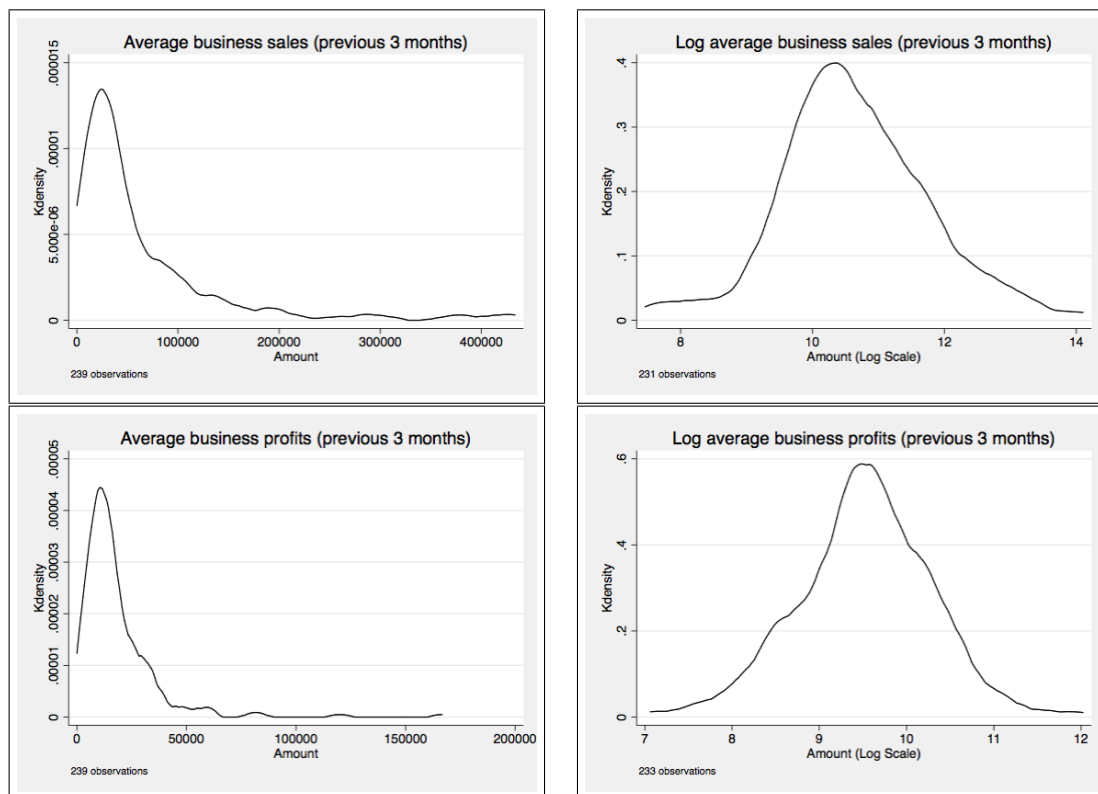 Average business sales (previous 3 months)
Kdensity
0 5.000e-06 .00001 .000015
0 100000 200000 300000 400000
Amount
239 observations
Log average business sales (previous 3 months)
Kdensity
0 .1 .2 .3 .4
8 10 12 14
Amount (Log Scale)
231 observations
Average business profits (previous 3 months)
Kdensity
0 .00001 .00002 .00003 .00004 .00005
0 50000 100000 150000 200000
Amount
239 observations
Log average business profits (previous 3 months)
Kdensity
0 .2 .4 .6
7 8 9 10 11 12
Amount (Log Scale)
233 observations